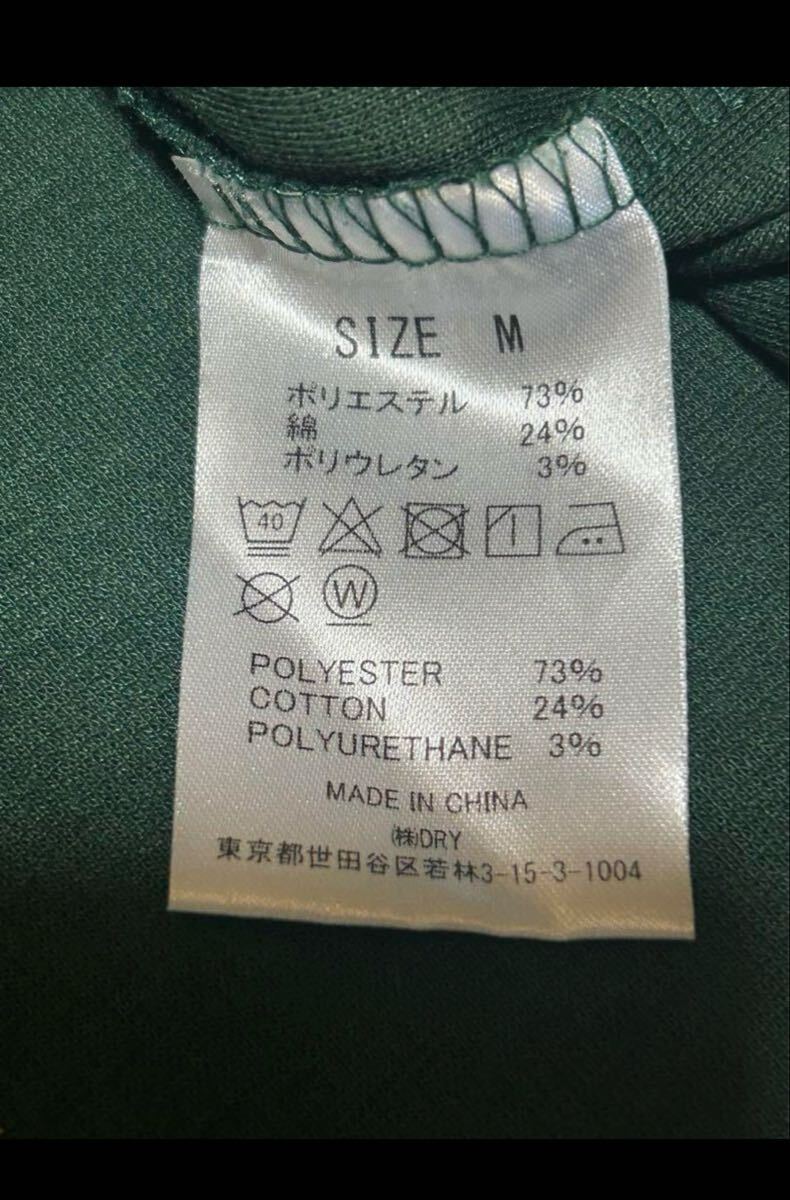 SIZE M
ポリエステル 73%
綿 24%
ポリウレタン 3%
40
W
POLYESTER 73%
COTTON 24%
POLYURETHANE 3%
MADE IN CHINA
㈱DRY
東京都世田谷区若林3-15-3-1004